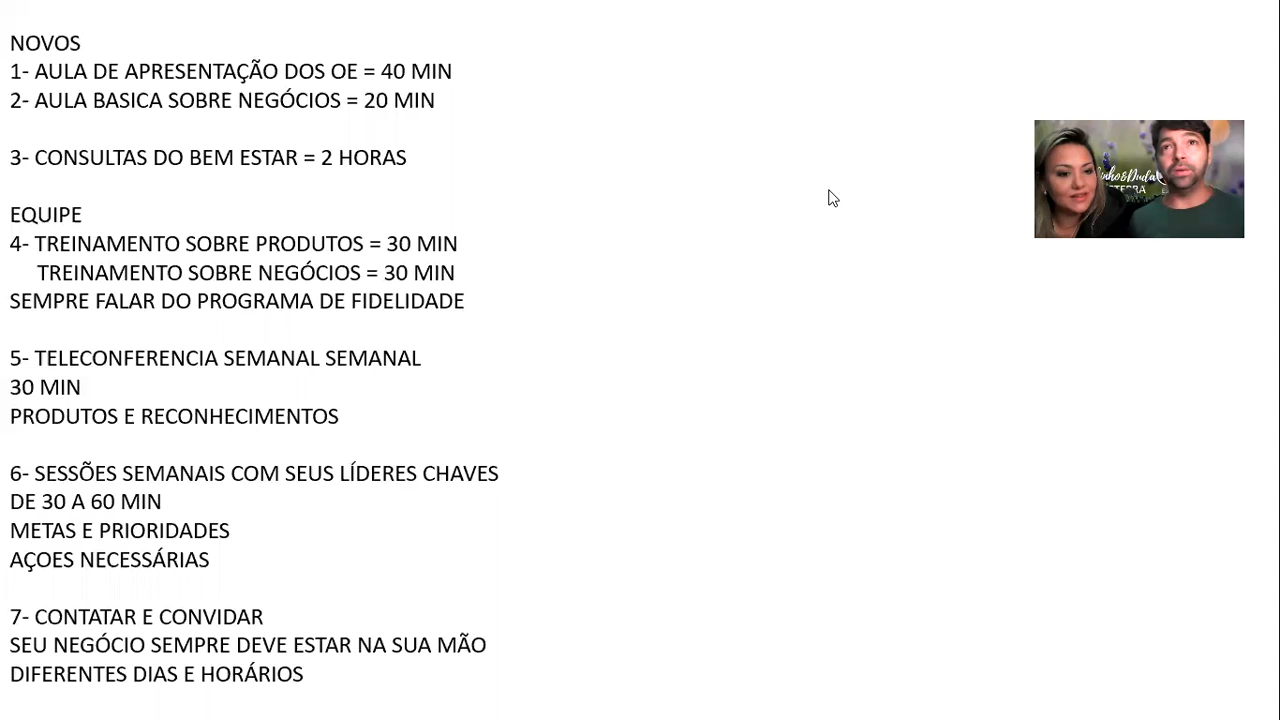 NOVOS
1- AULA DE APRESENTAÇÃO DOS OE = 40 MIN
2- AULA BASICA SOBRE NEGÓCIOS = 20 MIN
3- CONSULTAS DO BEM ESTAR = 2 HORAS
EQUIPE
4- TREINAMENTO SOBRE PRODUTOS = 30 MIN
TREINAMENTO SOBRE NEGÓCIOS = 30 MIN
SEMPRE FALAR DO PROGRAMA DE FIDELIDADE
5- TELECONFERENCIA SEMANAL SEMANAL
30 MIN
PRODUTOS E RECONHECIMENTOS
6- SESSÕES SEMANAIS COM SEUS LÍDERES CHAVES
DE 30 A 60 MIN
METAS E PRIORIDADES
AÇOES NECESSÁRIAS
7- CONTATAR E CONVIDAR
SEU NEGÓCIO SEMPRE DEVE ESTAR NA SUA MÃO
DIFERENTES DIAS E HORÁRIOS